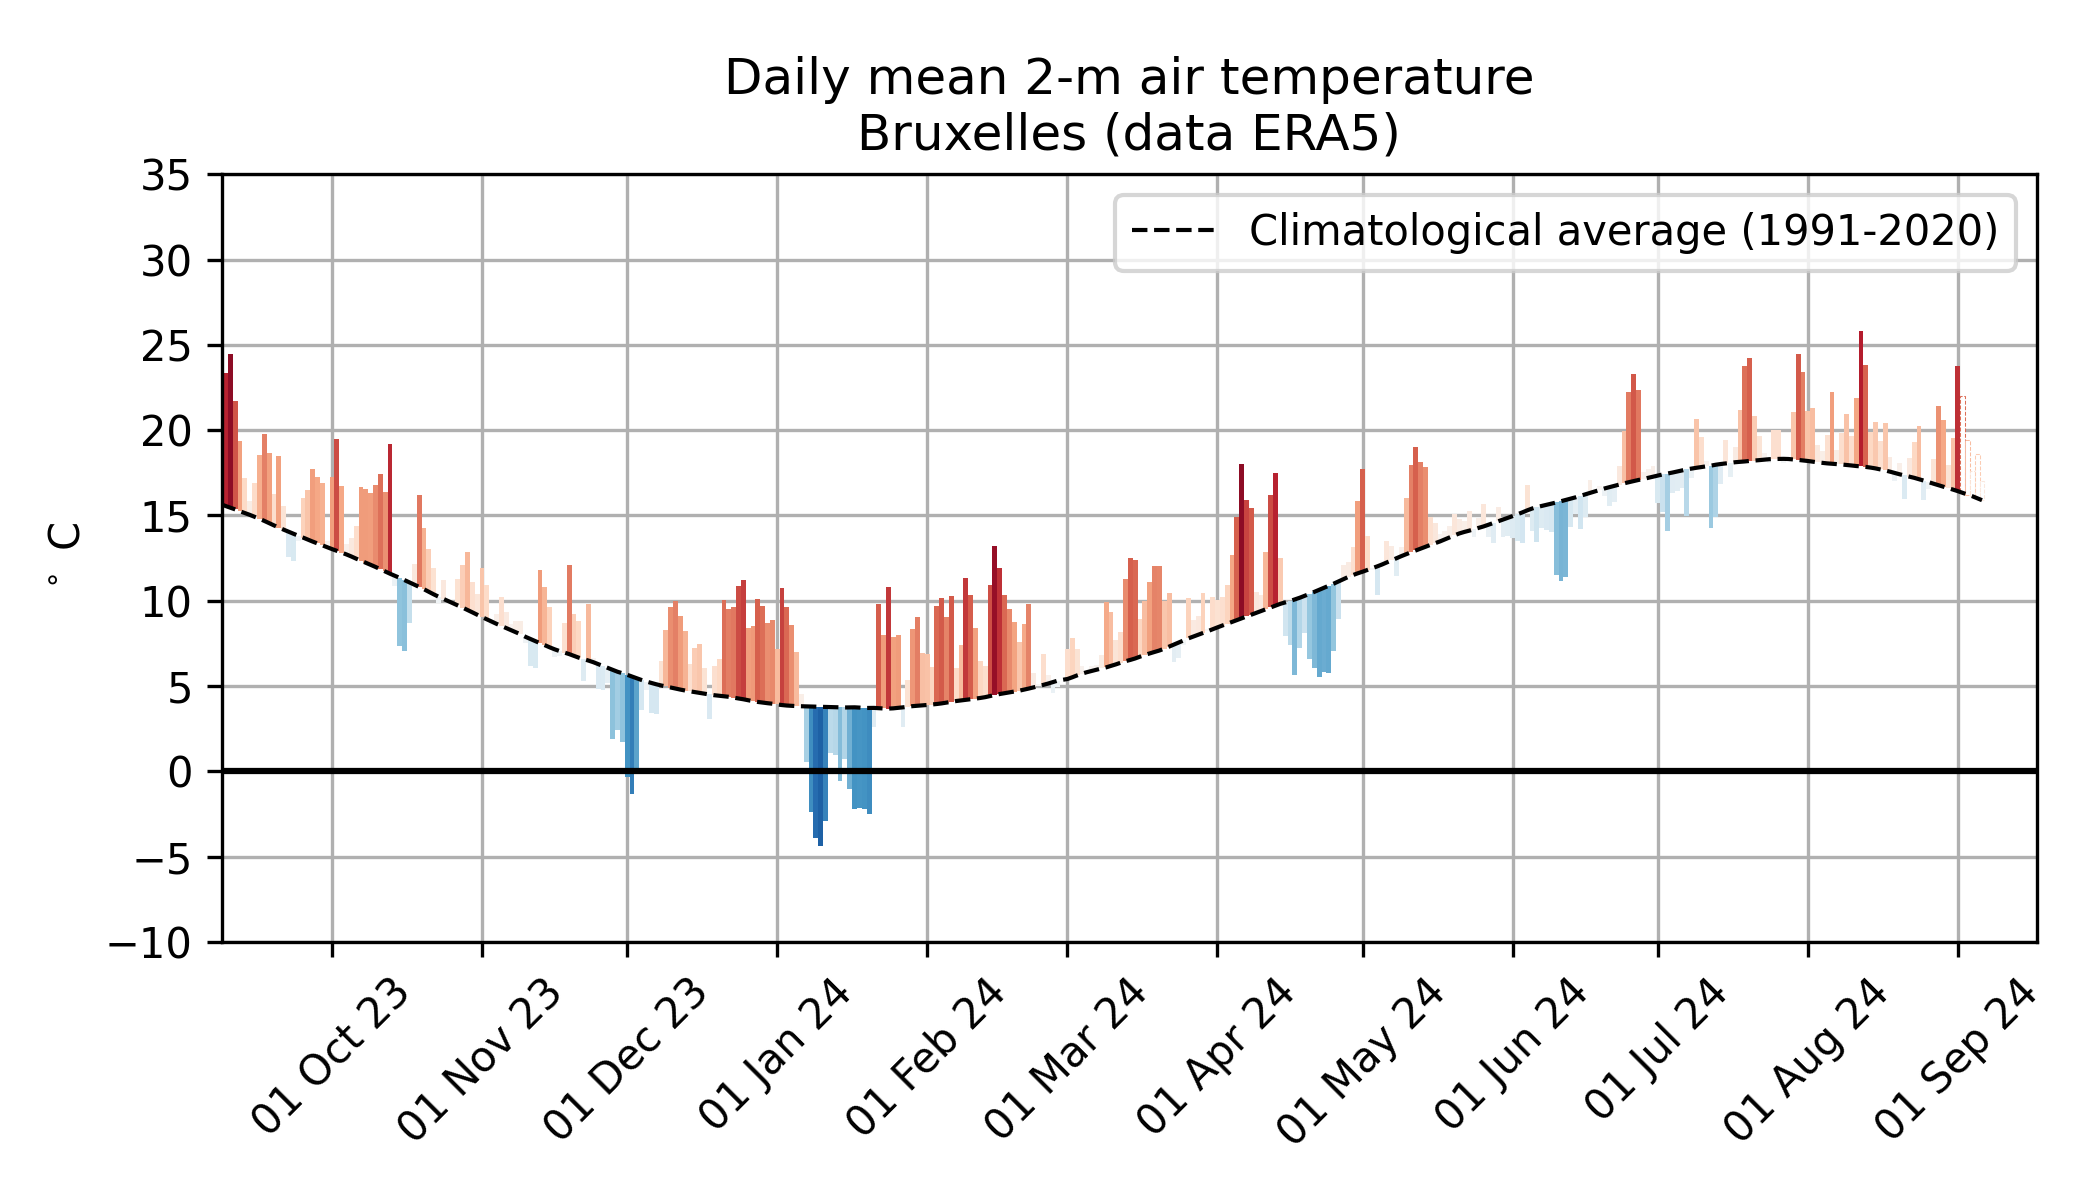 Daily mean 2-m air temperature
Bruxelles (data ERA5)
Climatological average (1991-2020)
° C
35
30
25
20
15
10
5
0
−5
−10
01 Oct 23
01 Nov 23
01 Dec 23
01 Jan 24
01 Feb 24
01 Mar 24
01 Apr 24
01 May 24
01 Jun 24
01 Jul 24
01 Aug 24
01 Sep 24